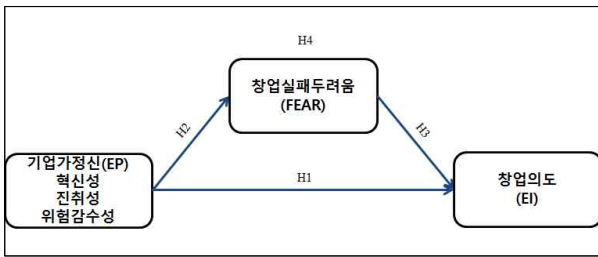 H4
창업실패두려움
(FEAR)
H2
H3
기업가정신(EP)
혁신성
진취성
위험감수성
H1
창업의도
(EI)